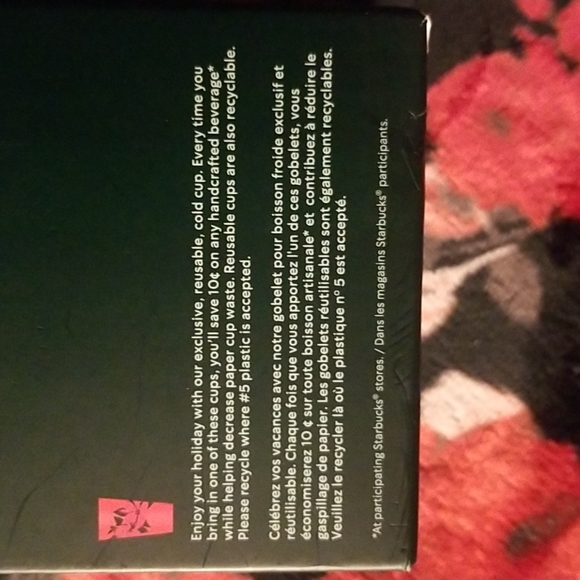 Enjoy your holiday with our exclusive, reusable, cold cup. Every time you
bring in one of these cups, you'll save 10¢ on any handcrafted beverage*
while helping decrease paper cup waste. Reusable cups are also recyclable.
Please recycle where #5 plastic is accepted.
Célébrez vos vacances avec notre gobelet pour boisson froide exclusif et
réutilisable. Chaque fois que vous apportez l'un de ces gobelets, vous
économiserez 10 ¢ sur toute boisson artisanale* et contribuez à réduire le
gaspillage de papier. Les gobelets réutilisables sont également recyclables.
Veuillez le recycler là où le plastique n° 5 est accepté.
*At participating Starbucks® stores. / Dans les magasins Starbucks® participants.